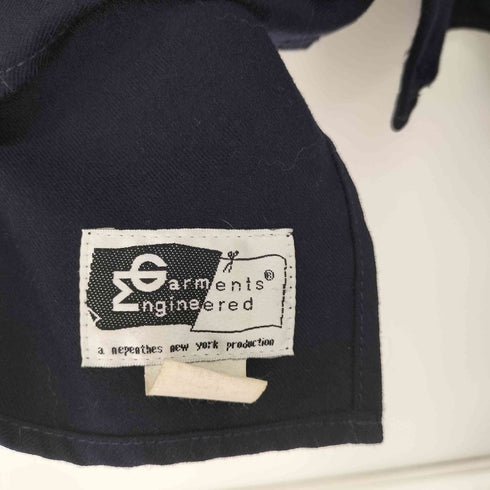 Garments®
Engineered
a nepenthes new york production